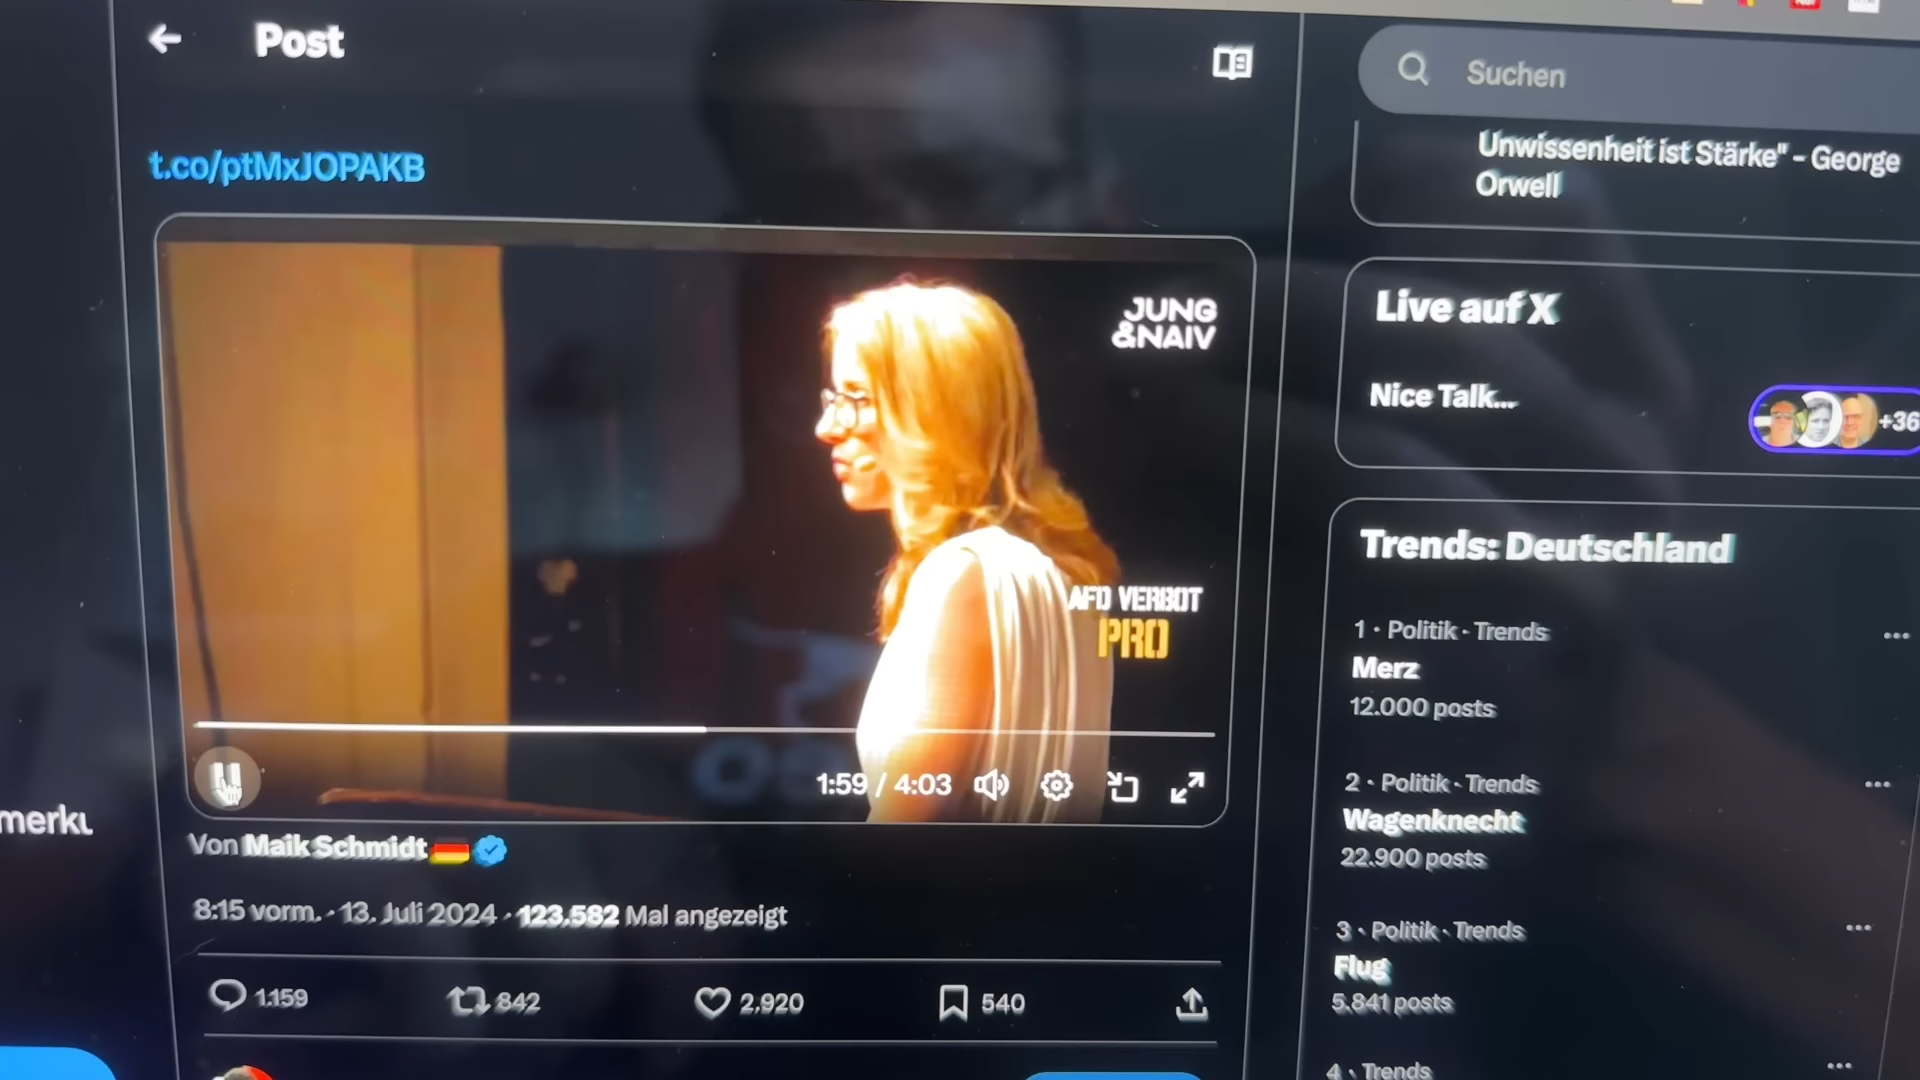 Post
Suchen
t.co/ptMxJOPAKB
Unwissenheit ist Stärke" - George
Orwell
JUNG
&NAIV
Live auf X
Nice Talk...
+36
AFD VERBOT
PRO
Trends: Deutschland
1 · Politik · Trends
Merz
12.000 posts
1:59 / 4:03
2 · Politik · Trends
Wagenknecht
22.900 posts
merku
Von Maik Schmidt
8:15 vorm. · 13. Juli 2024 · 123.582 Mal angezeigt
3 · Politik · Trends
Flug
5.841 posts
1.159
842
2.920
540
4 · Trends